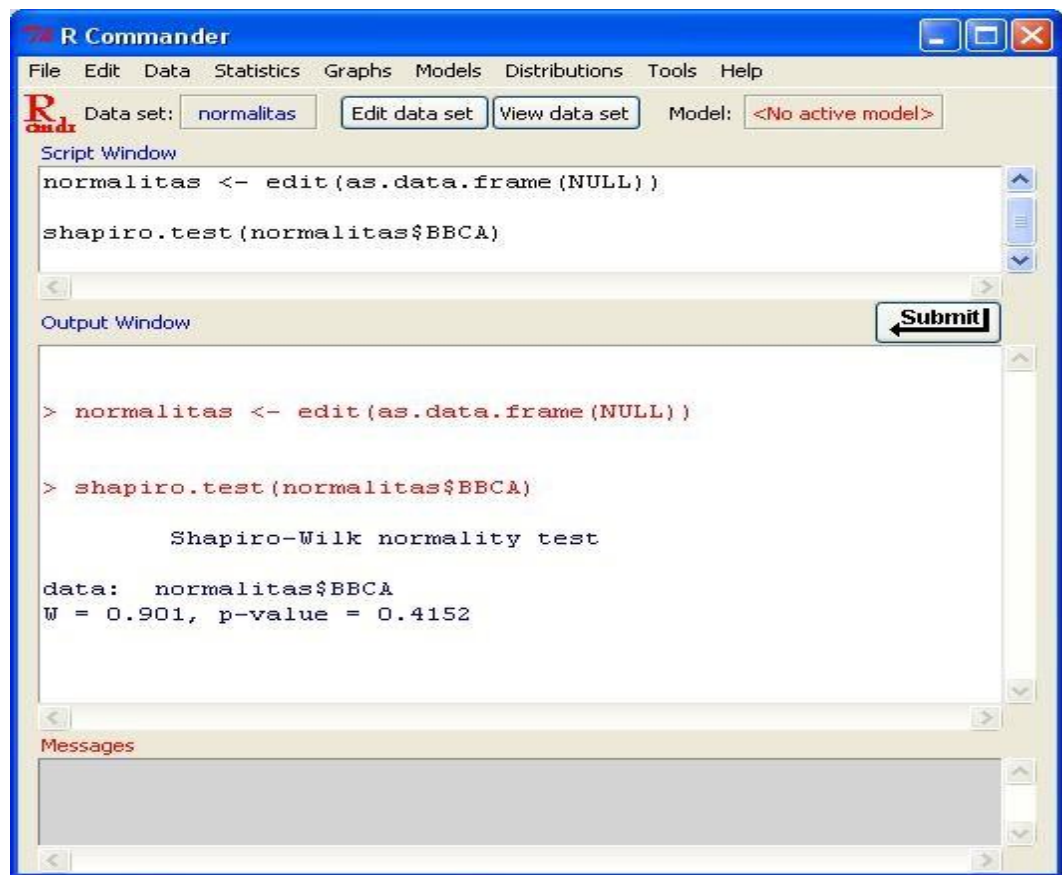 R Commander
File Edit Data Statistics Graphs Models Distributions Tools Help
R cmdr Data set: normalitas Edit data set View data set Model: <No active model>
Script Window
normalitas <- edit(as.data.frame(NULL))
shapiro.test(normalitas$BBCA)
Output Window Submit
> normalitas <- edit(as.data.frame(NULL))
> shapiro.test(normalitas$BBCA)
Shapiro-Wilk normality test
data: normalitas$BBCA
W = 0.901, p-value = 0.4152
Messages